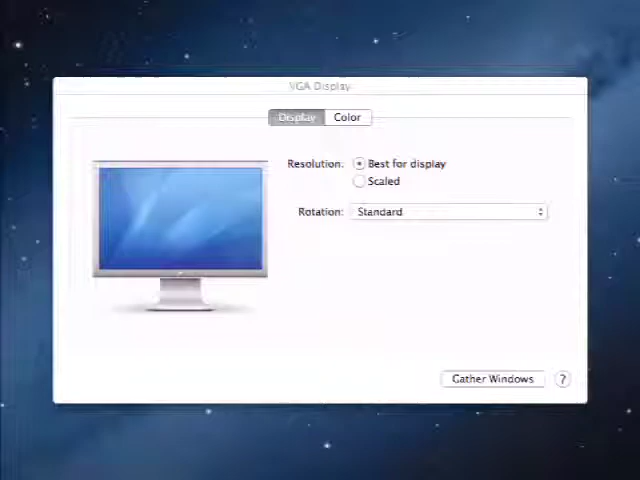 VGA Display
Display Color
Resolution: Best for display
Scaled
Rotation: Standard
Gather Windows ?